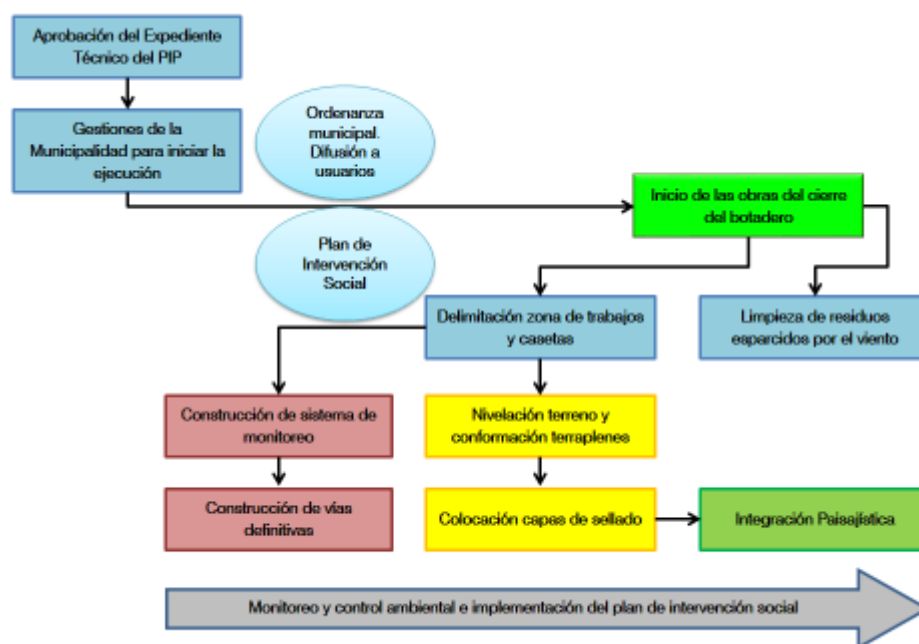 Aprobación del Expediente
Técnico del PIP
Gestiones de la
Municipalidad para iniciar la
ejecución
Ordenanza
municipal.
Difusión a
usuarios
Inicio de las obras del cierre
del botadero
Plan de
Intervención
Social
Delimitación zona de trabajos
y casetas
Limpieza de residuos
esparcidos por el viento
Construcción de sistema de
monitoreo
Nivelación terreno y
conformación terraplenes
Construcción de vías
definitivas
Colocación capas de sellado
Integración Paisajística
Monitoreo y control ambiental e implementación del plan de intervención social